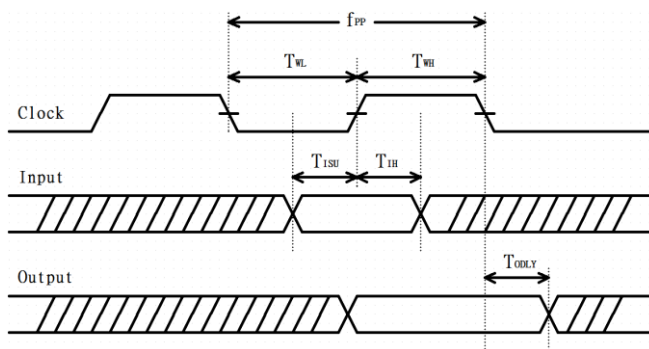 fPP
TWL TWH
Clock
TISU TIH
Input
TODLY
Output